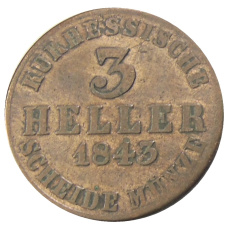 KURHESSISCHE
3
HELLER
1843
SCHEIDE MÜNZE